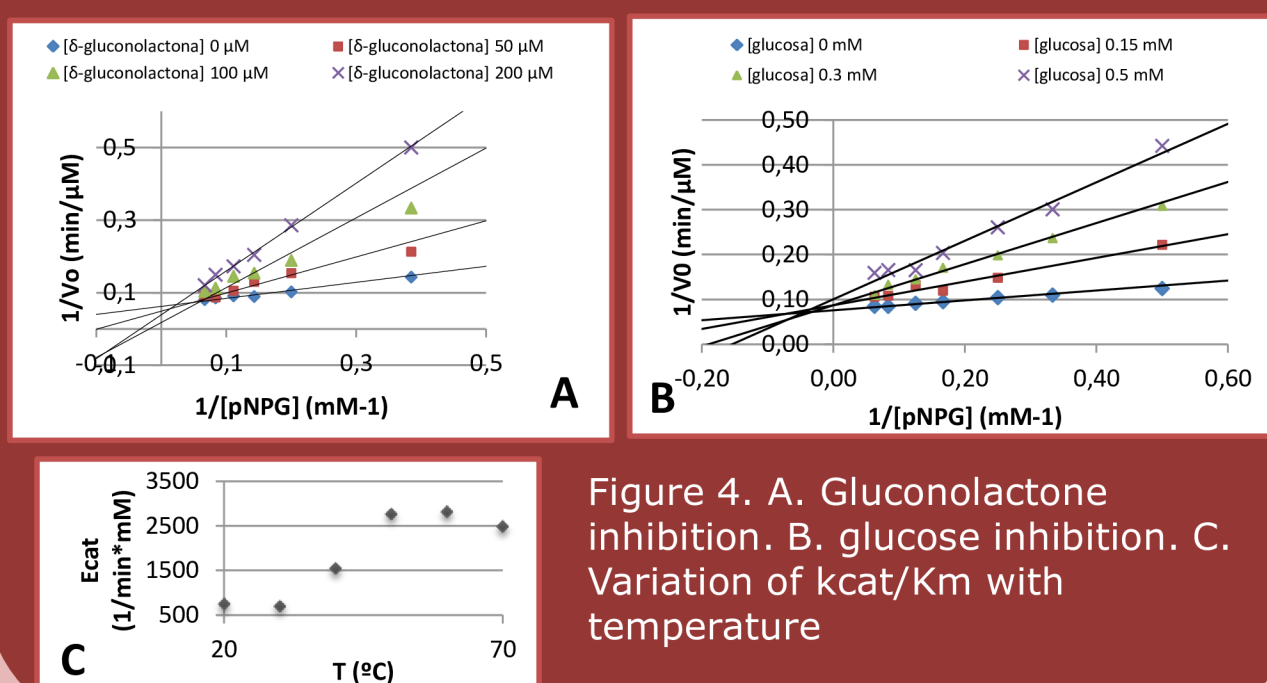 [δ-gluconolactona] 0 μM
[δ-gluconolactona] 50 μM
[δ-gluconolactona] 100 μM
[δ-gluconolactona] 200 μM
0,5
0,3
0,1
-0,1
-0,1
0,1
0,3
0,5
1/Vo (min/μM)
1/[pNPG] (mM-1)
A
[glucosa] 0 mM
[glucosa] 0.15 mM
[glucosa] 0.3 mM
[glucosa] 0.5 mM
0,50
0,40
0,30
0,20
0,10
0,00
-0,20
0,00
0,20
0,40
0,60
1/V0 (min/μM)
1/[pNPG] (mM-1)
B
3500
2500
1500
500
20
70
Ecat
(1/min*mM)
T (ºC)
C
Figure 4. A. Gluconolactone
inhibition. B. glucose inhibition. C.
Variation of kcat/Km with
temperature